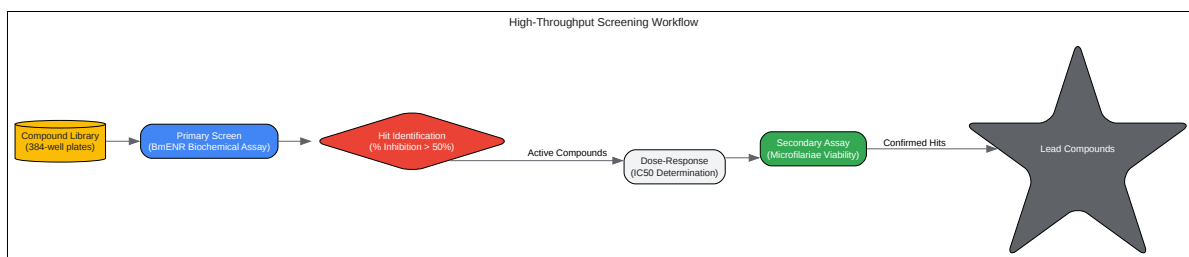 High-Throughput Screening Workflow
Compound Library
(384-well plates)
Primary Screen
(BmENR Biochemical Assay)
Hit Identification
(% Inhibition > 50%)
Active Compounds
Dose-Response
(IC50 Determination)
Secondary Assay
(Microfilariae Viability)
Confirmed Hits
Lead Compounds